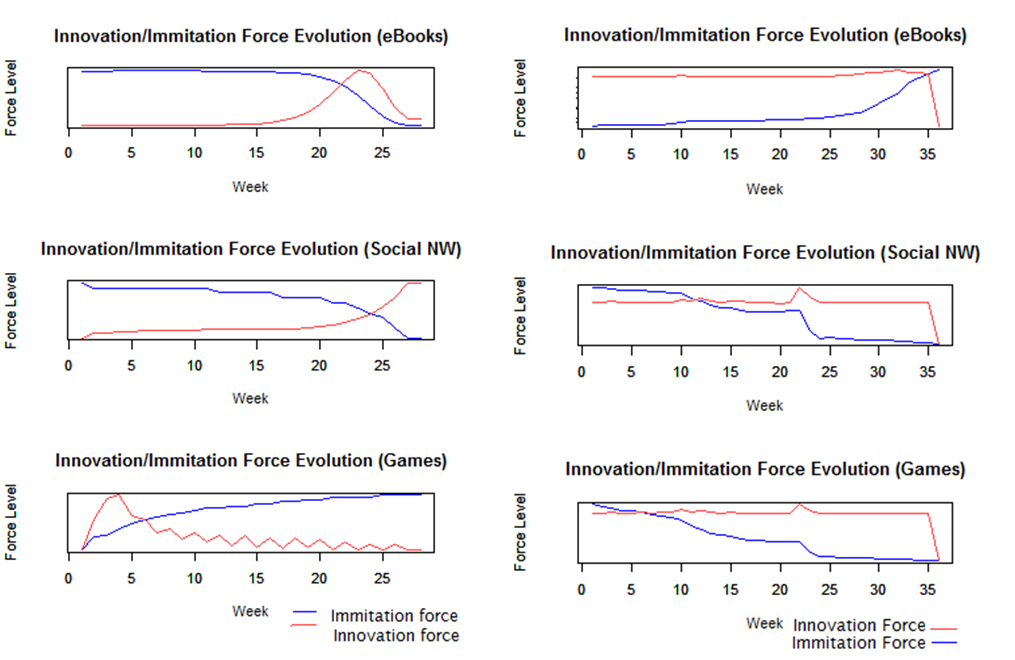 Innovation/Immitation Force Evolution (eBooks)
Force Level
0 5 10 15 20 25
Week
Innovation/Immitation Force Evolution (eBooks)
Force Level
0 5 10 15 20 25 30 35
Week
Innovation/Immitation Force Evolution (Social NW)
Force Level
0 5 10 15 20 25
Week
Innovation/Immitation Force Evolution (Social NW)
Force Level
0 5 10 15 20 25 30 35
Week
Innovation/Immitation Force Evolution (Games)
Force Level
0 5 10 15 20 25
Week
Immitation force
Innovation force
Innovation/Immitation Force Evolution (Games)
Force Level
0 5 10 15 20 25 30 35
Week
Innovation Force
Immitation Force